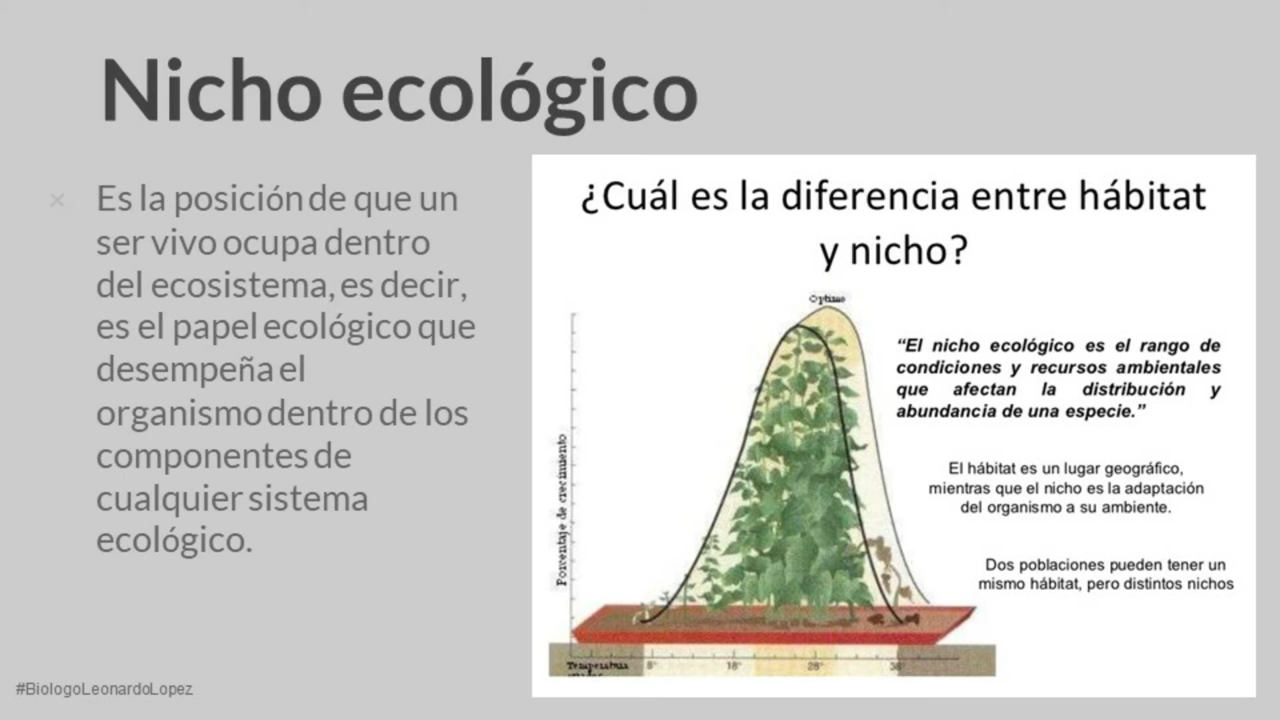 Nicho ecológico
× Es la posición de que un
ser vivo ocupa dentro
del ecosistema, es decir,
es el papel ecológico que
desempeña el
organismo dentro de los
componentes de
cualquier sistema
ecológico.
¿Cuál es la diferencia entre hábitat
y nicho?
Optimo
Porcentaje de crecimiento
“El nicho ecológico es el rango de
condiciones y recursos ambientales
que afectan la distribución y
abundancia de una especie.”
El hábitat es un lugar geográfico,
mientras que el nicho es la adaptación
del organismo a su ambiente.
Dos poblaciones pueden tener un
mismo hábitat, pero distintos nichos
Temperatura
8° 18° 28° 38°
#BiologoLeonardoLopez